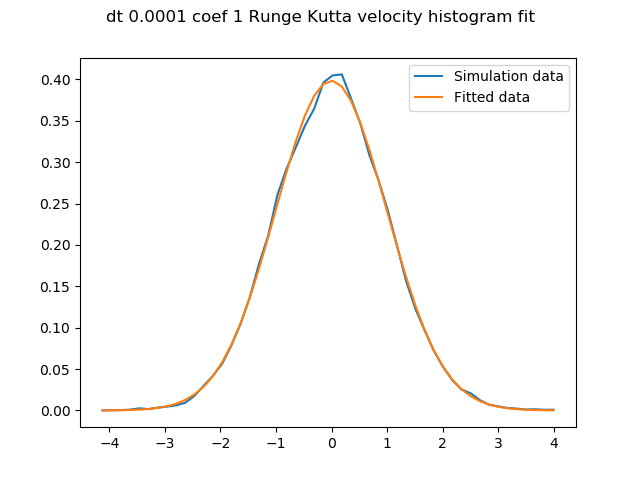 dt 0.0001 coef 1 Runge Kutta velocity histogram fit
Simulation data
Fitted data
0.40
0.35
0.30
0.25
0.20
0.15
0.10
0.05
0.00
−4 −3 −2 −1 0 1 2 3 4